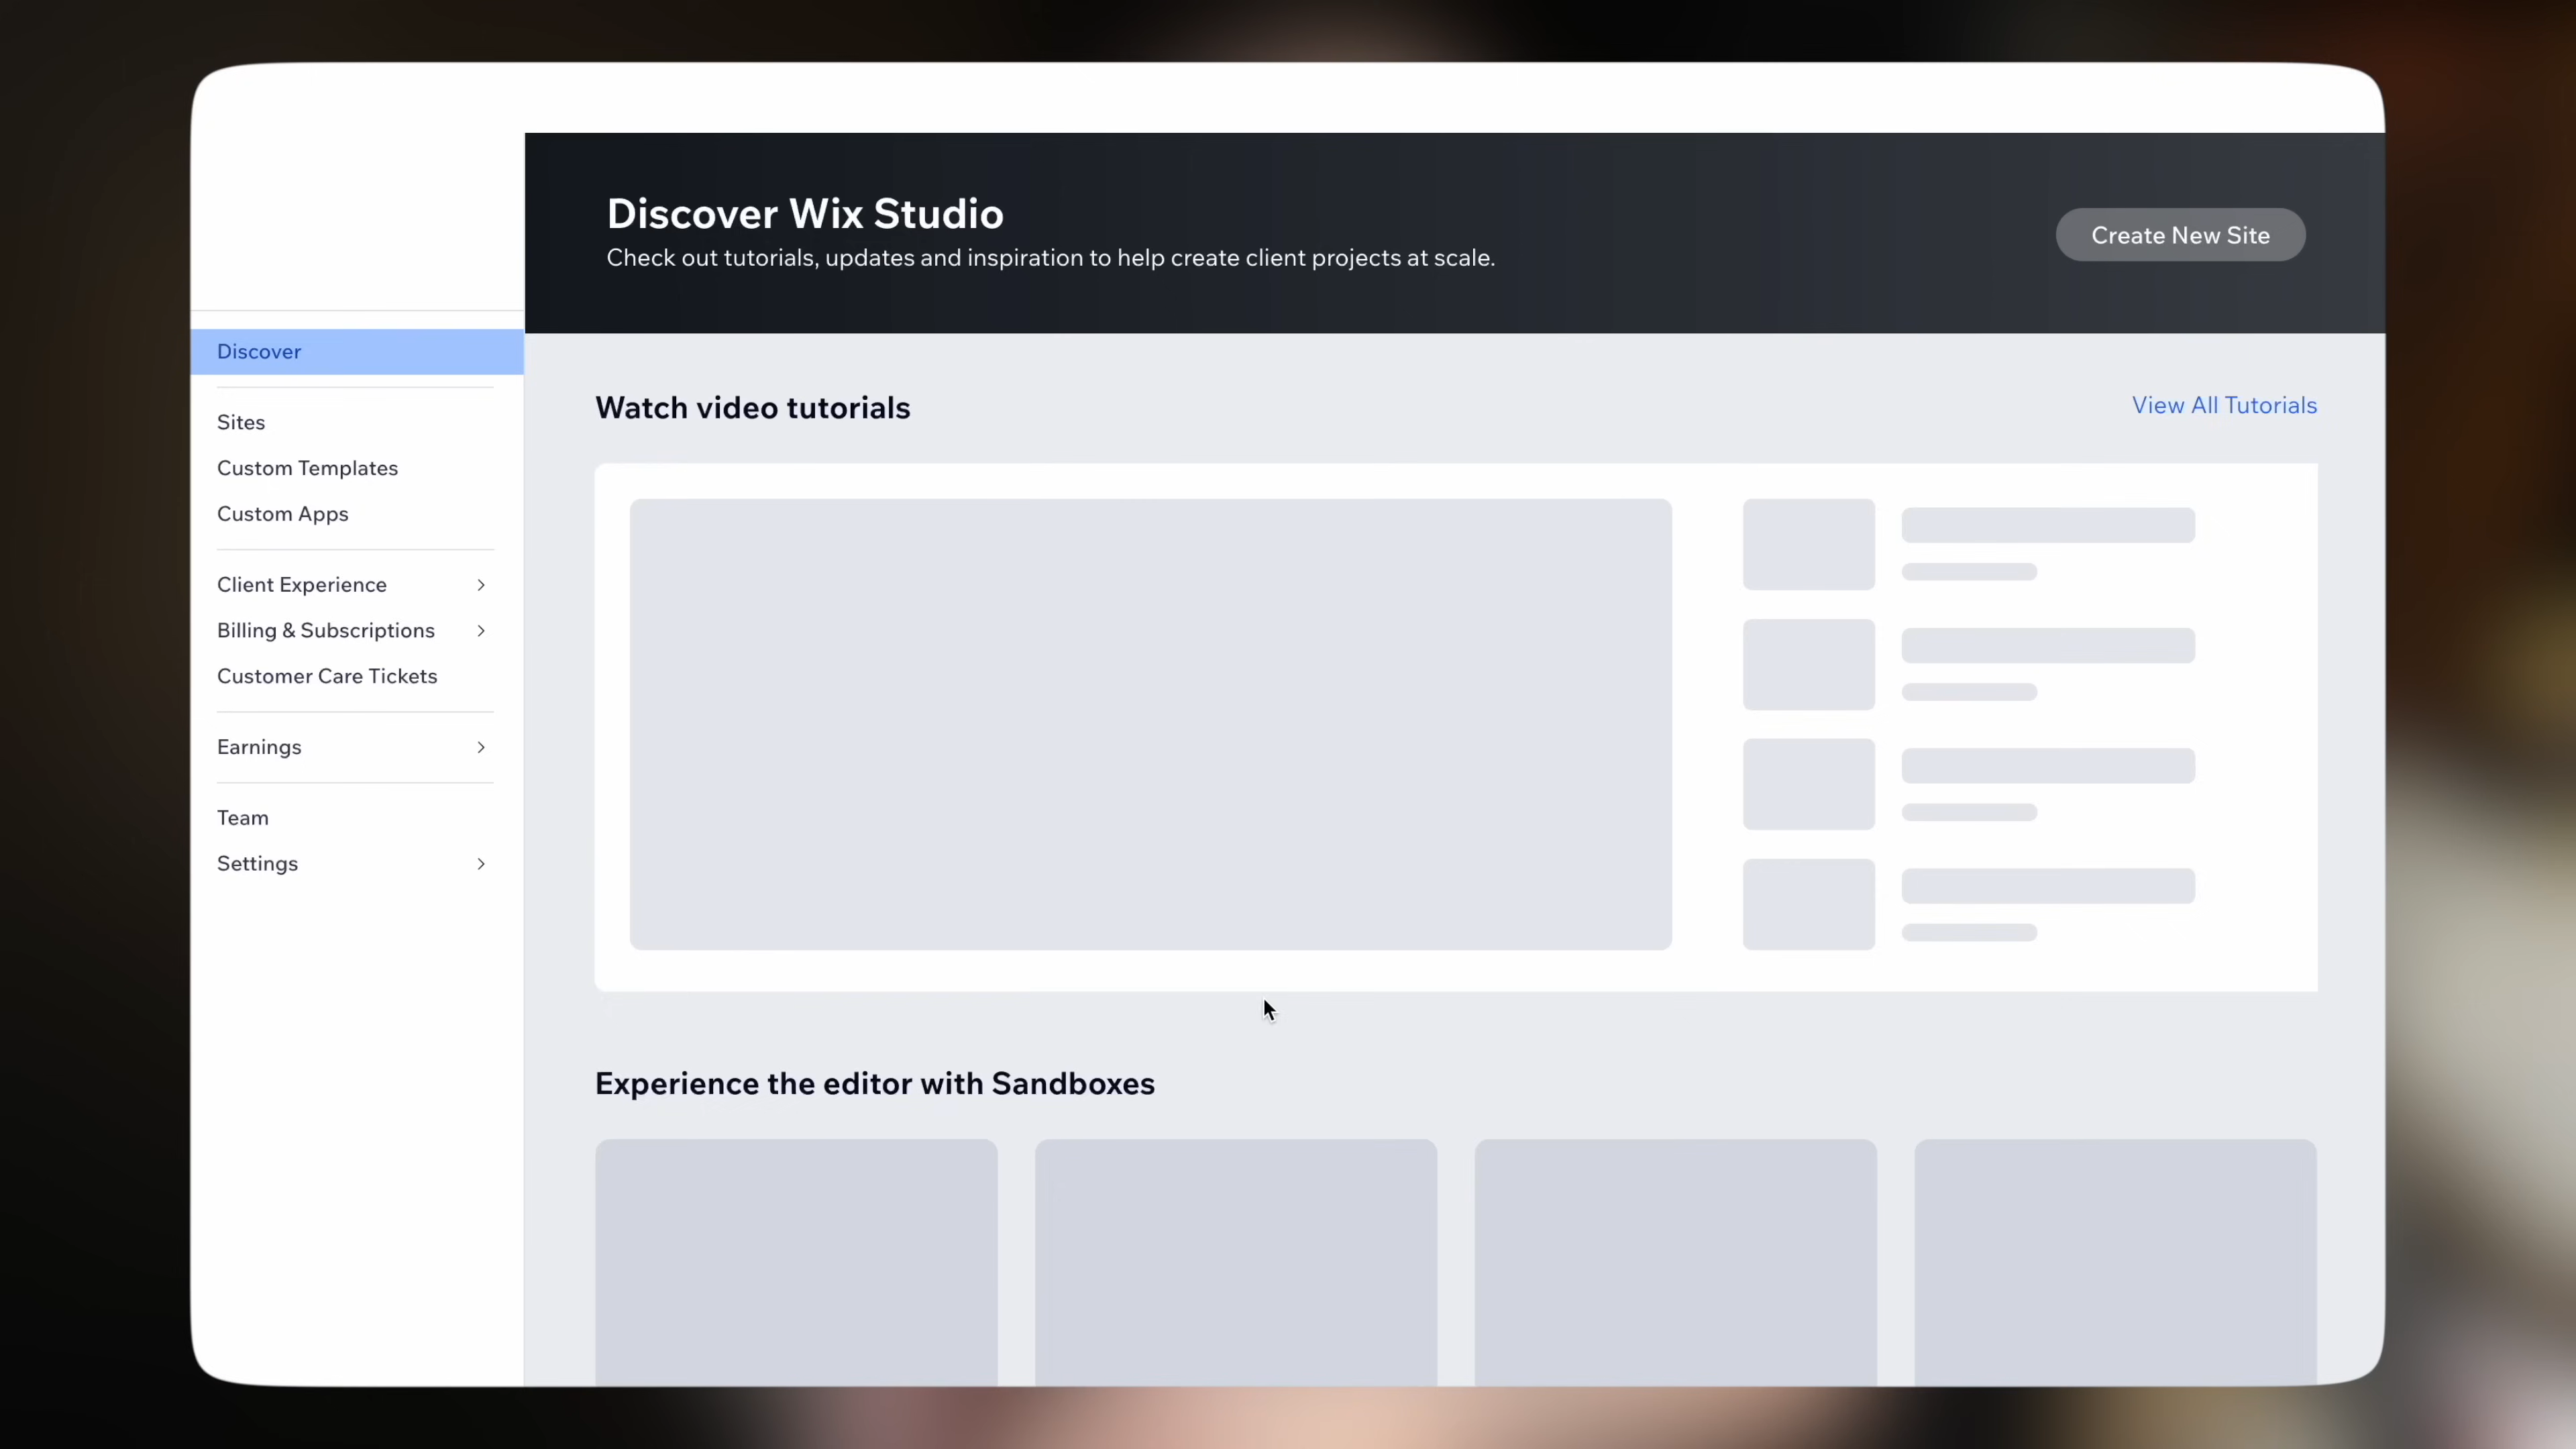 Discover Wix Studio
Check out tutorials, updates and inspiration to help create client projects at scale.
Create New Site
Discover
Sites
Custom Templates
Custom Apps
Client Experience
Billing & Subscriptions
Customer Care Tickets
Earnings
Team
Settings
Watch video tutorials
View All Tutorials
Experience the editor with Sandboxes